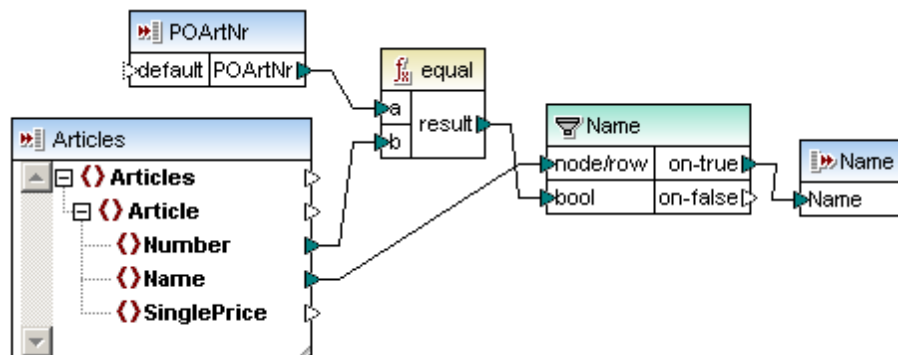 POArtNr
default POArtNr
fx equal
a
result
b
Articles
Articles
Article
Number
Name
SinglePrice
Name
node/row on-true
bool on-false
Name
Name